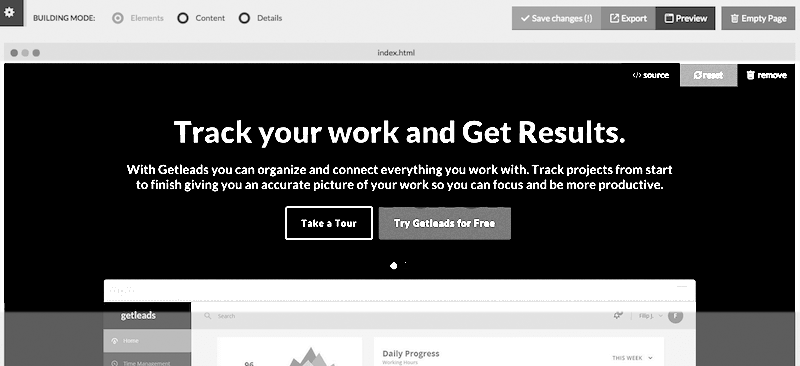 BUILDING MODE: Elements Content Details Save changes (!) Export Preview Empty Page
index.html
</> source reset remove
Track your work and Get Results.
With Getleads you can organize and connect everything you work with. Track projects from start
to finish giving you an accurate picture of your work so you can focus and be more productive.
Take a Tour Try Getleads for Free
getleads Search Filip J. F
Home
Daily Progress THIS WEEK
Working Hours
Time Management 96